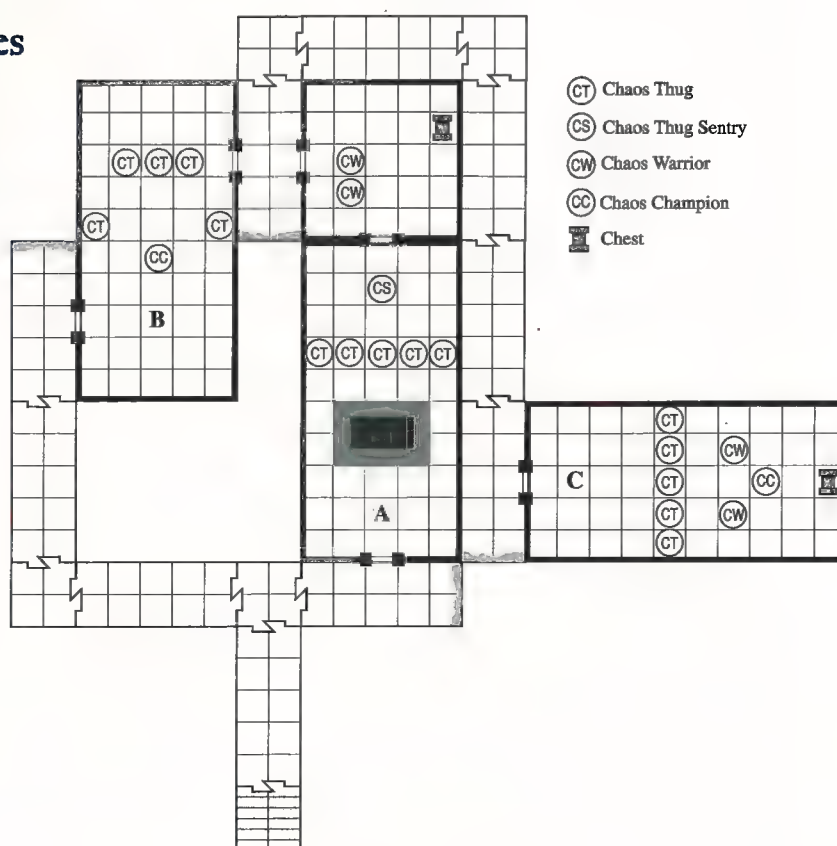 es
CT Chaos Thug
CS Chaos Thug Sentry
CW Chaos Warrior
CC Chaos Champion
Chest
CT CT CT
CW
CW
CT
CT
CC
CS
B
CT CT CT CT CT
CT
CT
CW
C
CT
CC
A
CT
CW
CT